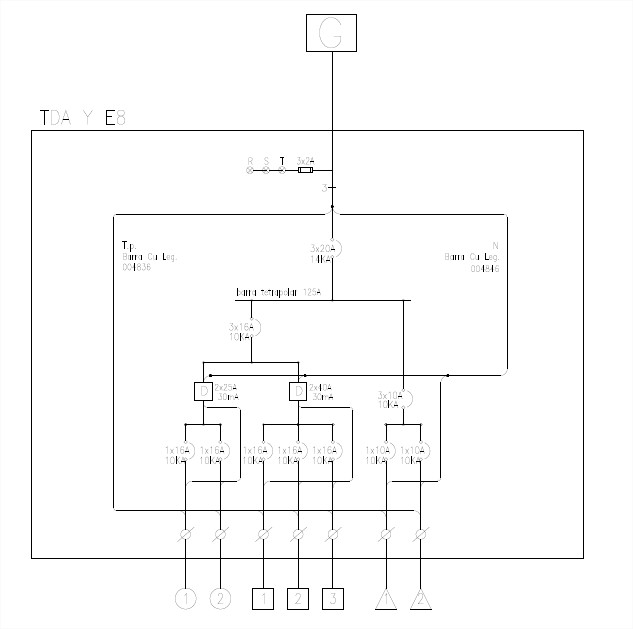 G
TDA Y E8
R S T 3x2A
3
T.p.
Barra Cu Leg.
004836
N
Barra Cu Leg.
004846
3x20A
14KA
barra tetrapolar 125A
3x16A
10KA
D 2x25A
30mA
D 2x40A
30mA
3x10A
10KA
1x16A 1x16A 1x16A 1x16A 1x16A 1x10A 1x10A
10KA 10KA 10KA 10KA 10KA 10KA 10KA
1 2 1 2 3 1 2